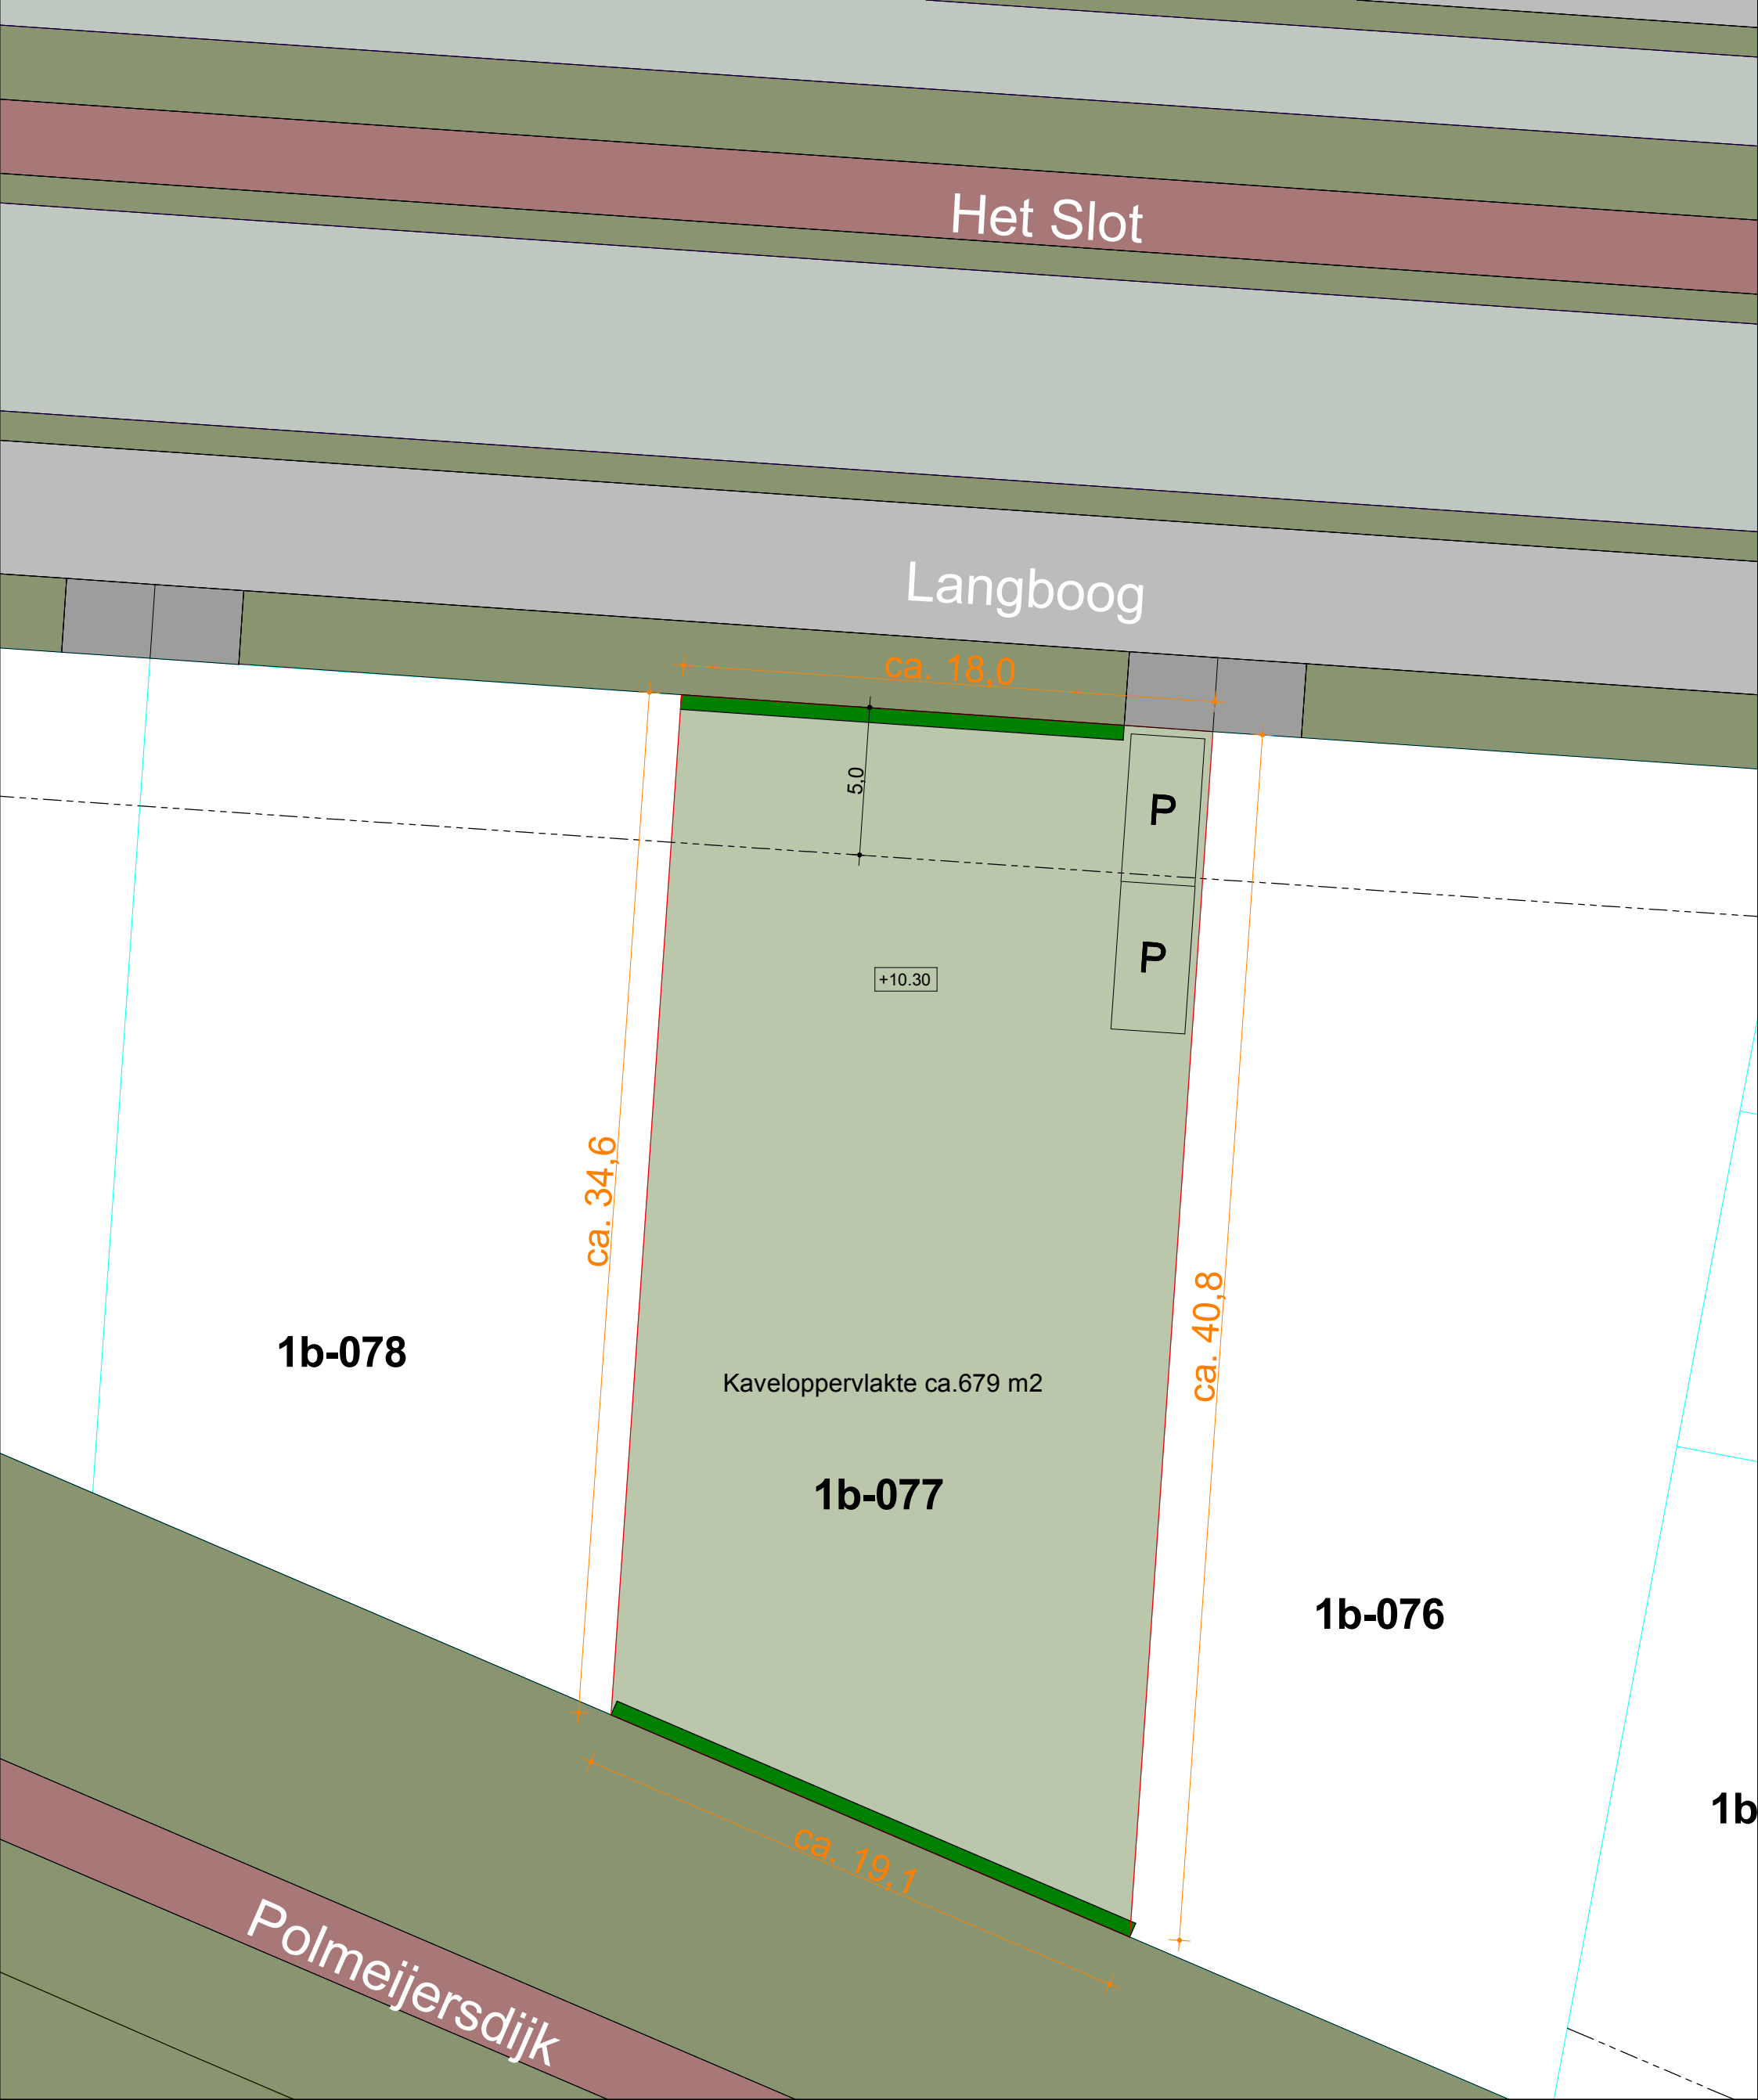 Het Slot
Langboog
ca. 18,0
5,0
P
P
+10.30
ca. 34,6
ca. 40,8
1b-078
Kaveloppervlakte ca.679 m2
1b-077
1b-076
1b
ca. 19,1
Polmeijersdijk